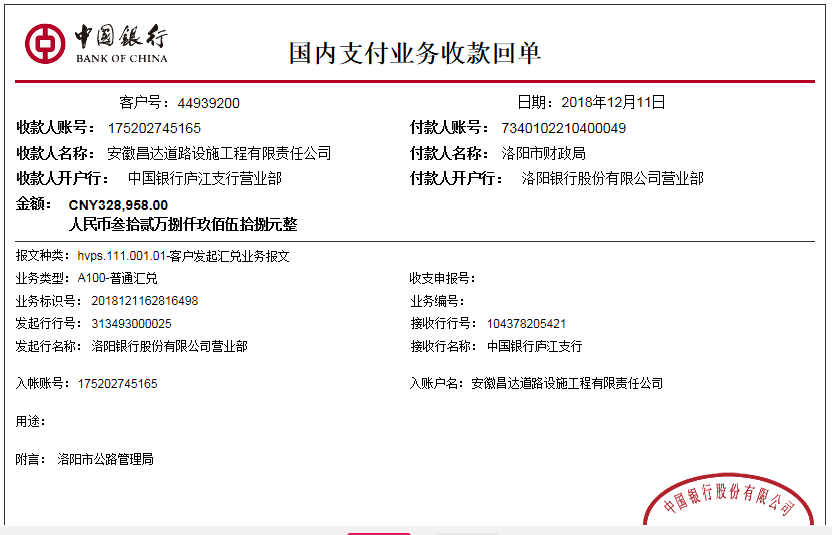 中国银行
BANK OF CHINA
国内支付业务收款回单
客户号：44939200 日期：2018年12月11日
收款人账号：175202745165 付款人账号：7340102210400049
收款人名称：安徽昌达道路设施工程有限责任公司 付款人名称：洛阳市财政局
收款人开户行：中国银行庐江支行营业部 付款人开户行：洛阳银行股份有限公司营业部
金额：CNY328,958.00
人民币叁拾贰万捌仟玖佰伍拾捌元整
报文种类：hvps.111.001.01-客户发起汇兑业务报文
业务类型：A100-普通汇兑 收支申报号：
业务标识号：2018121162816498 业务编号：
发起行行号：313493000025 接收行行号：104378205421
发起行名称：洛阳银行股份有限公司营业部 接收行名称：中国银行庐江支行
入帐账号：175202745165 入账户名：安徽昌达道路设施工程有限责任公司
用途：
附言：洛阳市公路管理局
中国银行股份有限公司